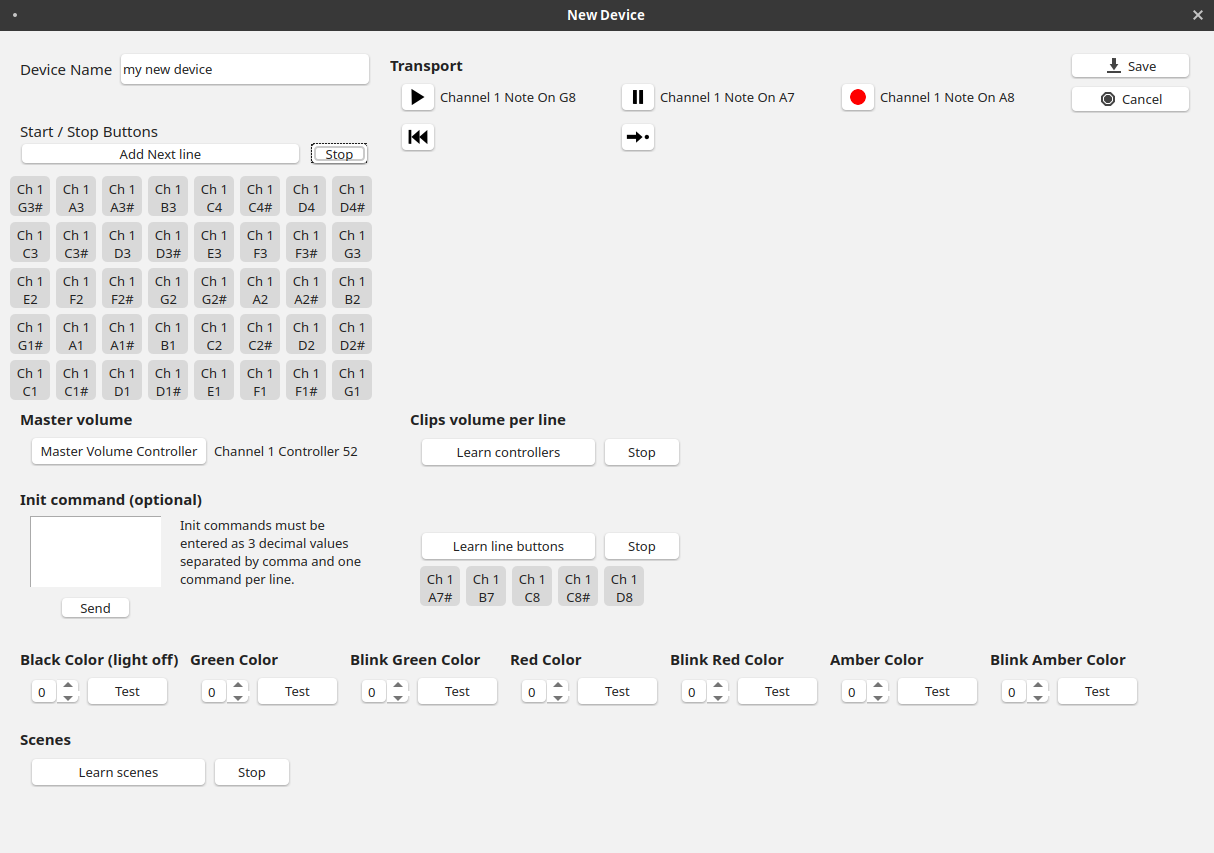 New Device
Device Name my new device
Transport
Save
Channel 1 Note On G8 Channel 1 Note On A7 Channel 1 Note On A8
Cancel
Start / Stop Buttons
Add Next line Stop
Ch 1 Ch 1 Ch 1 Ch 1 Ch 1 Ch 1 Ch 1 Ch 1
G3# A3 A3# B3 C4 C4# D4 D4#
Ch 1 Ch 1 Ch 1 Ch 1 Ch 1 Ch 1 Ch 1 Ch 1
C3 C3# D3 D3# E3 F3 F3# G3
Ch 1 Ch 1 Ch 1 Ch 1 Ch 1 Ch 1 Ch 1 Ch 1
E2 F2 F2# G2 G2# A2 A2# B2
Ch 1 Ch 1 Ch 1 Ch 1 Ch 1 Ch 1 Ch 1 Ch 1
G1# A1 A1# B1 C2 C2# D2 D2#
Ch 1 Ch 1 Ch 1 Ch 1 Ch 1 Ch 1 Ch 1 Ch 1
C1 C1# D1 D1# E1 F1 F1# G1
Master volume
Master Volume Controller Channel 1 Controller 52
Clips volume per line
Learn controllers Stop
Init command (optional)
Init commands must be
entered as 3 decimal values
separated by comma and one
command per line.
Send
Learn line buttons Stop
Ch 1 Ch 1 Ch 1 Ch 1 Ch 1
A7# B7 C8 C8# D8
Black Color (light off) Green Color Blink Green Color Red Color Blink Red Color Amber Color Blink Amber Color
0 Test 0 Test 0 Test 0 Test 0 Test 0 Test 0 Test
Scenes
Learn scenes Stop